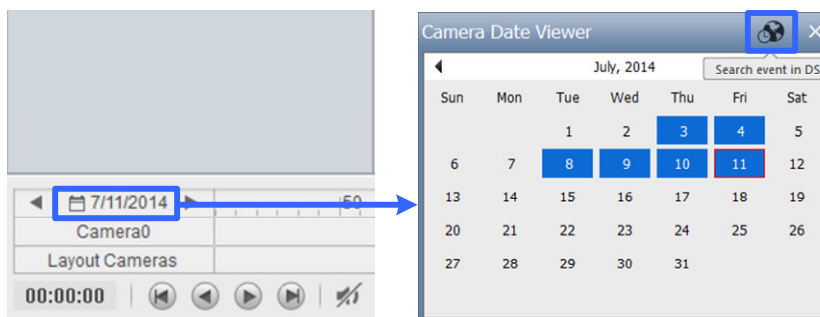 7/11/2014
50
Camera0
Layout Cameras
00:00:00
Camera Date Viewer
July, 2014
Search event in DS
Sun Mon Tue Wed Thu Fri Sat
1 2 3 4 5
6 7 8 9 10 11 12
13 14 15 16 17 18 19
20 21 22 23 24 25 26
27 28 29 30 31